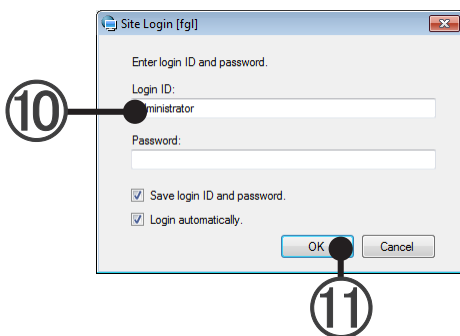 Site Login [fgl]
Enter login ID and password.
Login ID:
⑩
ministrator
Password:
Save login ID and password.
Login automatically.
OK Cancel
⑪